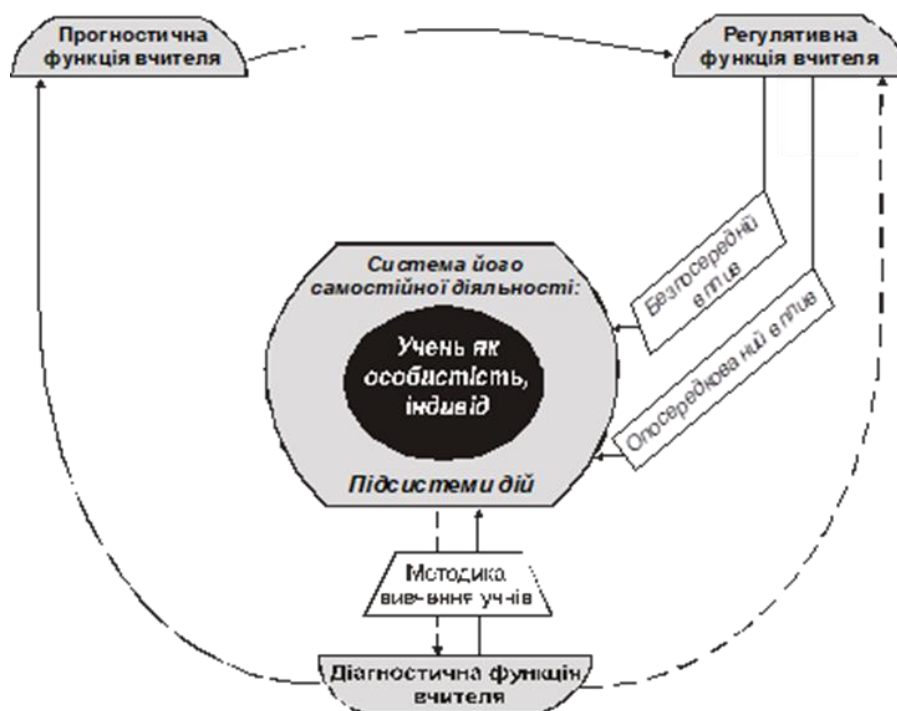 Прогностична
функція вчителя
Регулятивна
функція вчителя
Безпосередній
вплив
Опосередкований вплив
Система його
самостійної діяльності:
Учень як
особистість,
індивід
Підсистеми дій
Мотодика
вивчення учнів
Діагностична функція
вчителя